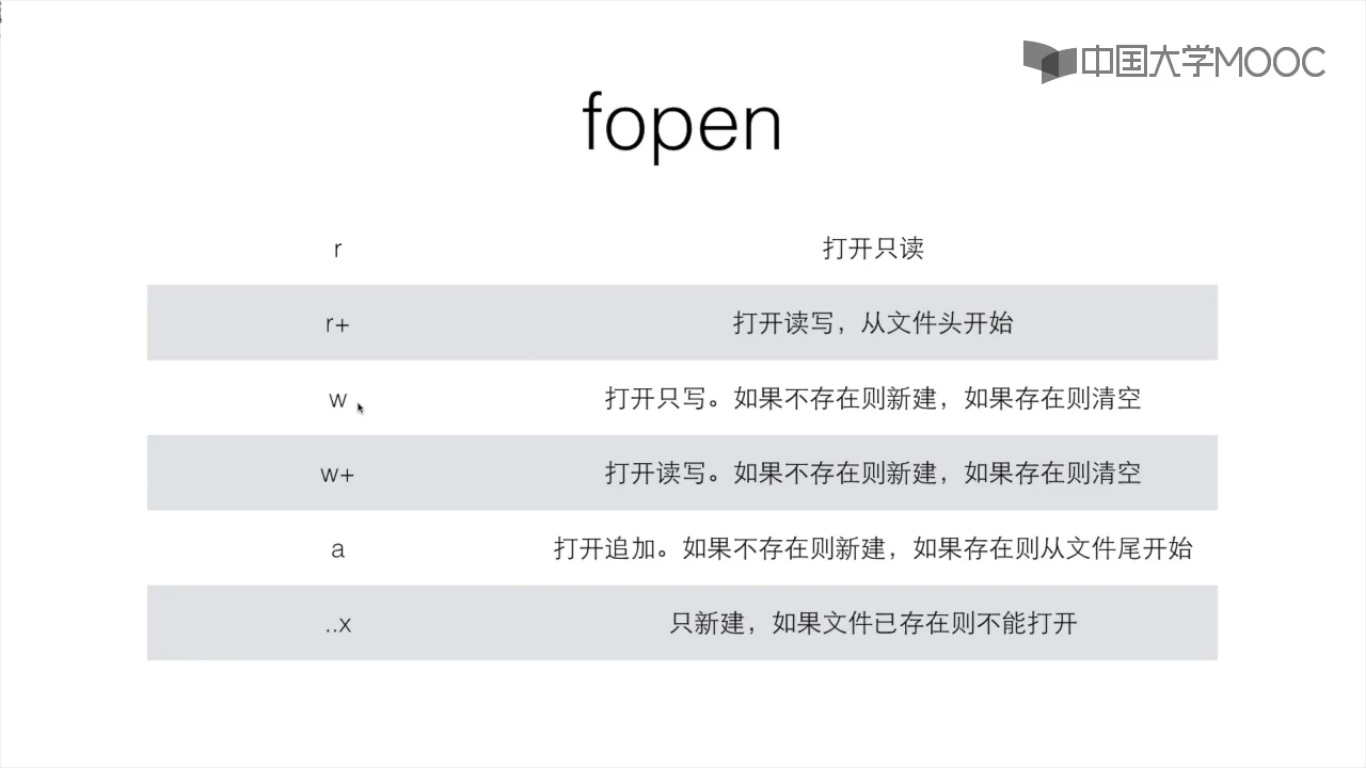 中国大学MOOC
fopen
r 打开只读
r+ 打开读写，从文件头开始
w 打开只写。如果不存在则新建，如果存在则清空
w+ 打开读写。如果不存在则新建，如果存在则清空
a 打开追加。如果不存在则新建，如果存在则从文件尾开始
..x 只新建，如果文件已存在则不能打开